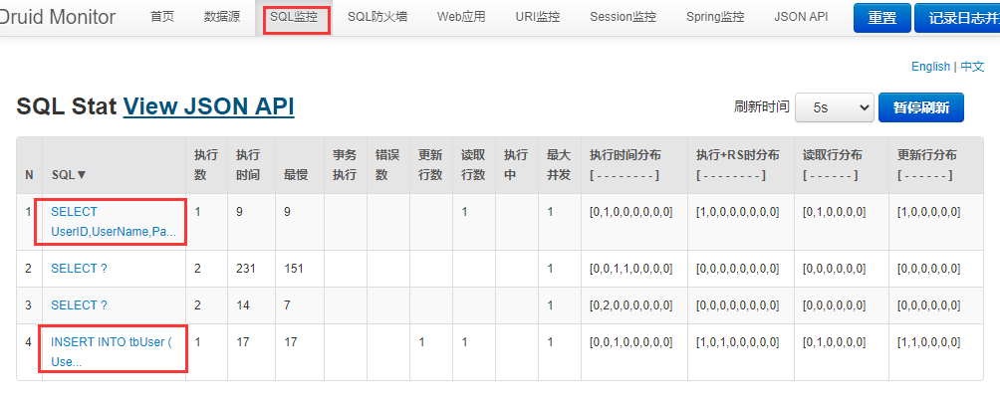 Druid Monitor 首页 数据源 SQL监控 SQL防火墙 Web应用 URI监控 Session监控 Spring监控 JSON API 重置 记录日志并
English | 中文
SQL Stat View JSON API 刷新时间 5s 暂停刷新
N SQL▼ 执行数 执行时间 最慢 事务执行 错误数 更新行数 读取行数 执行中 最大并发 执行时间分布 [ - - - - - - - - ] 执行+RS时分布 [ - - - - - - - - ] 读取行分布 [ - - - - - - ] 更新行分布 [ - - - - - - ]
1 SELECT UserID,UserName,Pa... 1 9 9 1 1 [0,1,0,0,0,0,0,0] [1,0,0,0,0,0,0,0] [0,1,0,0,0,0] [1,0,0,0,0,0]
2 SELECT ? 2 231 151 1 [0,0,1,1,0,0,0,0] [0,0,0,0,0,0,0,0] [0,0,0,0,0,0] [0,0,0,0,0,0]
3 SELECT ? 2 14 7 1 [0,2,0,0,0,0,0,0] [0,0,0,0,0,0,0,0] [0,0,0,0,0,0] [0,0,0,0,0,0]
4 INSERT INTO tbUser ( Use... 1 17 17 1 1 1 [0,0,1,0,0,0,0,0] [1,0,1,0,0,0,0,0] [0,1,0,0,0,0] [1,1,0,0,0,0]